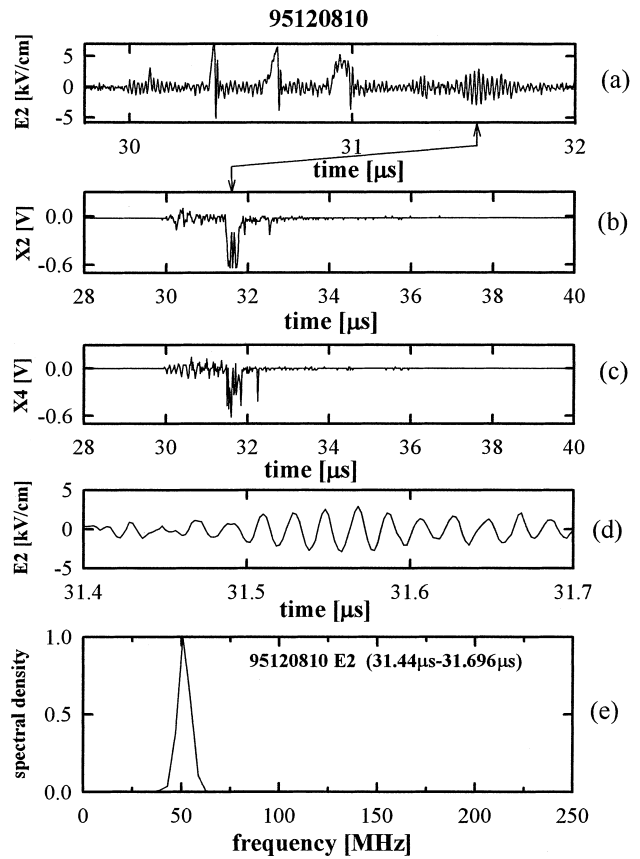 95120810
E2 [kV/cm]
5
0
-5
(a)
30
31
32
time [μs]
X2 [V]
0.0
-0.6
(b)
28
30
32
34
36
38
40
time [μs]
X4 [V]
0.0
-0.6
(c)
28
30
32
34
36
38
40
time [μs]
E2 [kV/cm]
5
0
-5
(d)
31.4
31.5
31.6
31.7
time [μs]
spectral density
1.0
0.5
0.0
95120810 E2 (31.44μs-31.696μs)
(e)
0
50
100
150
200
250
frequency [MHz]